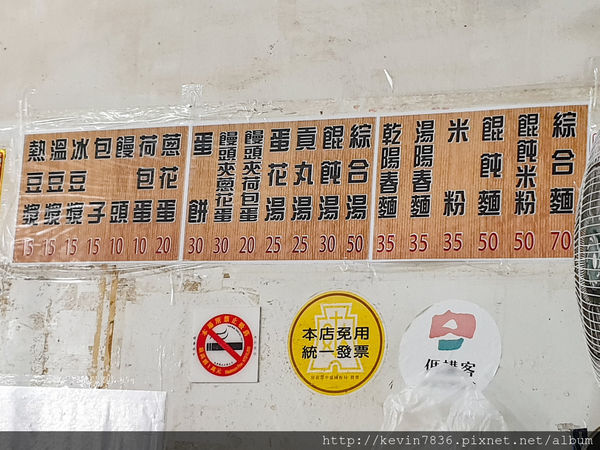 熱豆漿 15
溫豆漿 15
冰豆漿 15
包子 15
饅頭 10
荷包蛋 10
蔥花蛋 20
蛋餅 30
饅頭夾蔥花蛋 30
饅頭夾荷包蛋 20
蛋花湯 25
貢丸湯 25
餛飩湯 30
綜合湯 50
乾陽春麵 35
湯陽春麵 35
米粉 35
餛飩麵 50
餛飩米粉 50
綜合麵 70
本店免用
統一發票
http://kevin7836.pixnet.net/album